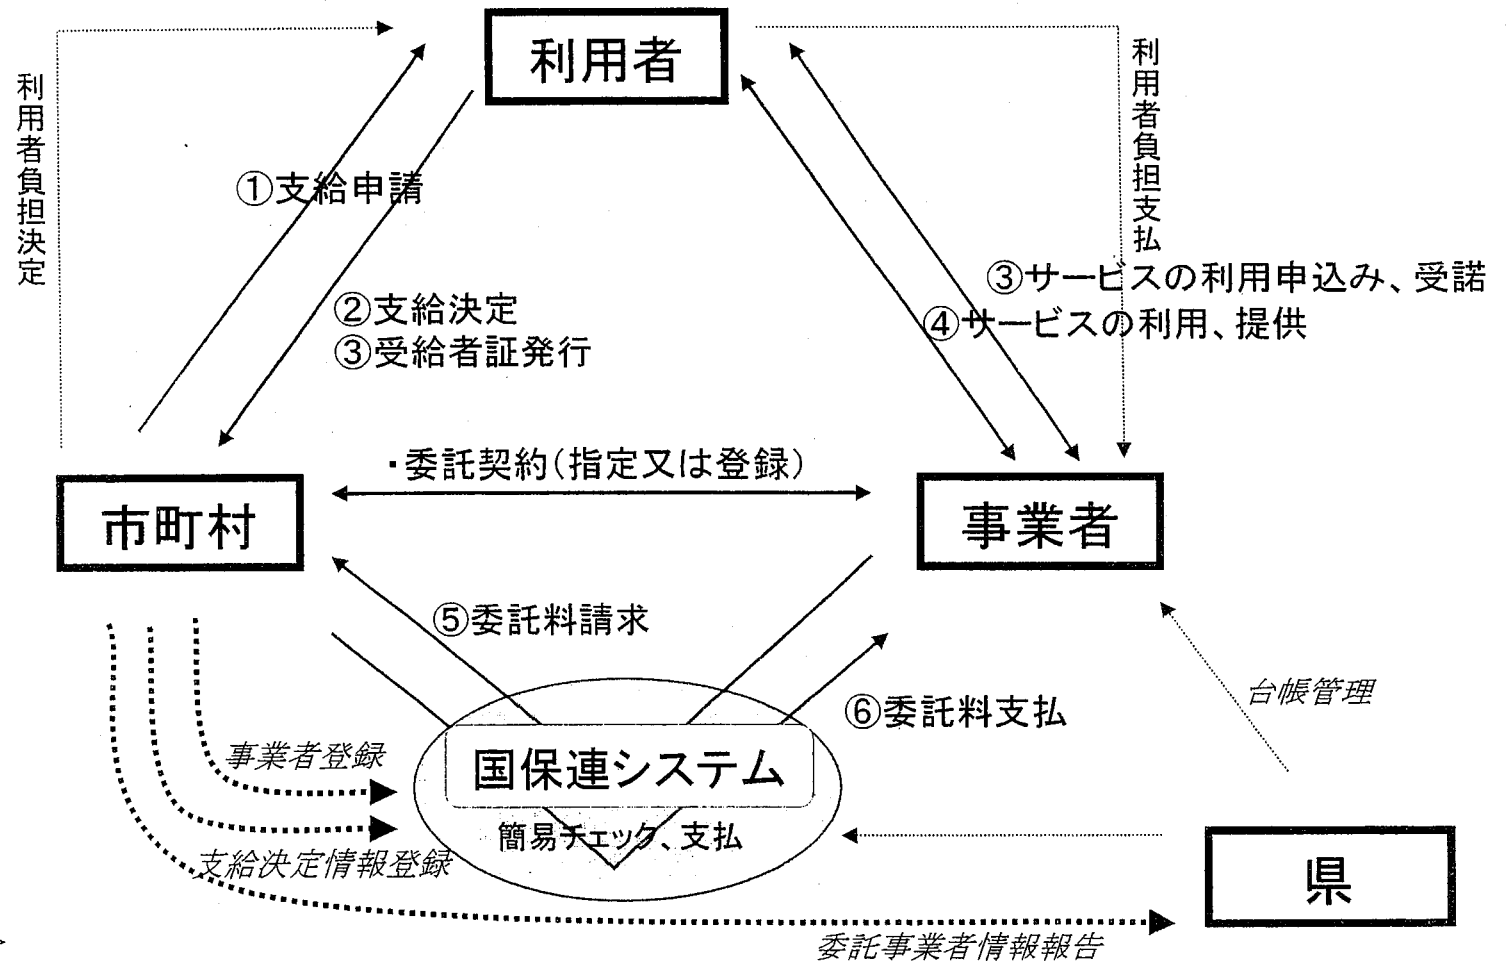 利用者
利用者負担決定
利用者負担支払
①支給申請
②支給決定
③受給者証発行
③サービスの利用申込み、受諾
④サービスの利用、提供
・委託契約(指定又は登録)
市町村
事業者
⑤委託料請求
⑥委託料支払
台帳管理
事業者登録
国保連システム
簡易チェック、支払
支給決定情報登録
県
委託事業者情報報告